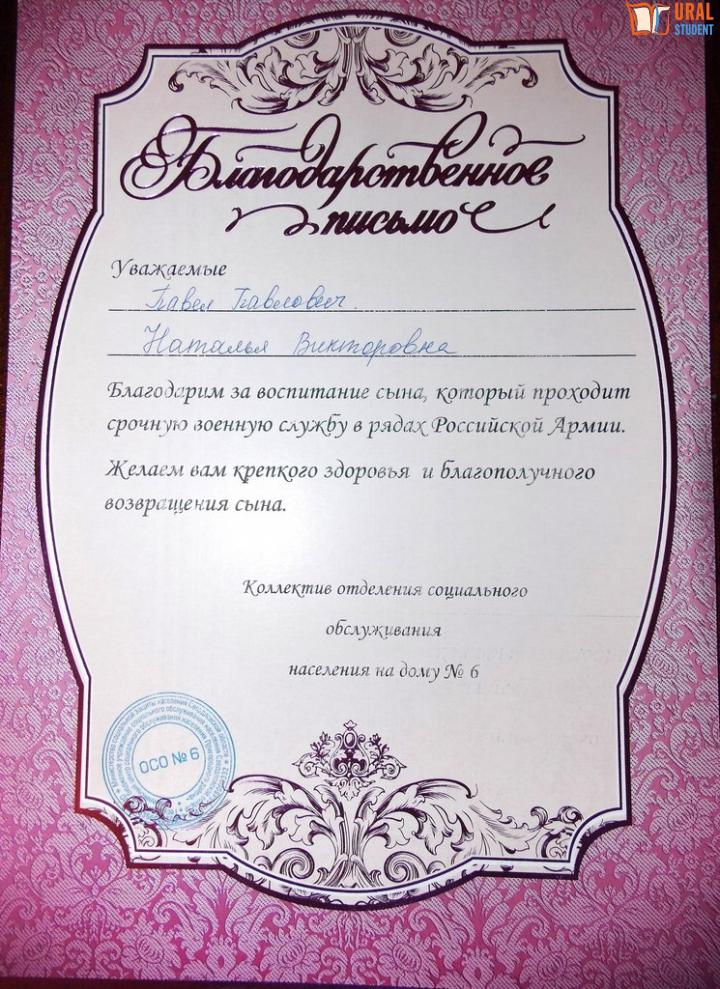 URAL
STUDENT
Благодарственное
письмо
Уважаемые
Павел Павлович.
Наталья Викторовна
Благодарим за воспитание сына, который проходит
срочную военную службу в рядах Российской Армии.
Желаем вам крепкого здоровья и благополучного
возвращения сына.
Коллектив отделения социального
обслуживания
населения на дому № 6
ОСО № 6